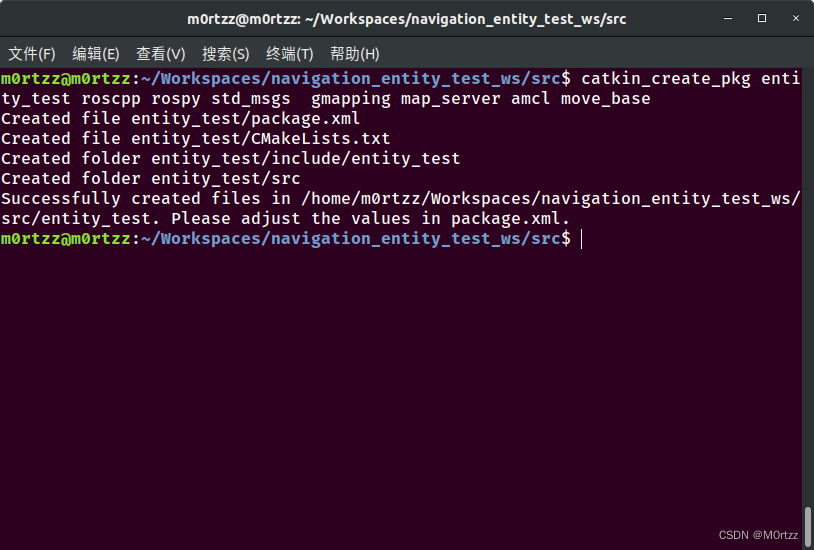 m0rtzz@m0rtzz: ~/Workspaces/navigation_entity_test_ws/src
文件(F) 编辑(E) 查看(V) 搜索(S) 终端(T) 帮助(H)
m0rtzz@m0rtzz:~/Workspaces/navigation_entity_test_ws/src$ catkin_create_pkg enti
ty_test roscpp rospy std_msgs  gmapping map_server amcl move_base
Created file entity_test/package.xml
Created file entity_test/CMakeLists.txt
Created folder entity_test/include/entity_test
Created folder entity_test/src
Successfully created files in /home/m0rtzz/Workspaces/navigation_entity_test_ws/
src/entity_test. Please adjust the values in package.xml.
m0rtzz@m0rtzz:~/Workspaces/navigation_entity_test_ws/src$
CSDN @M0rtzz